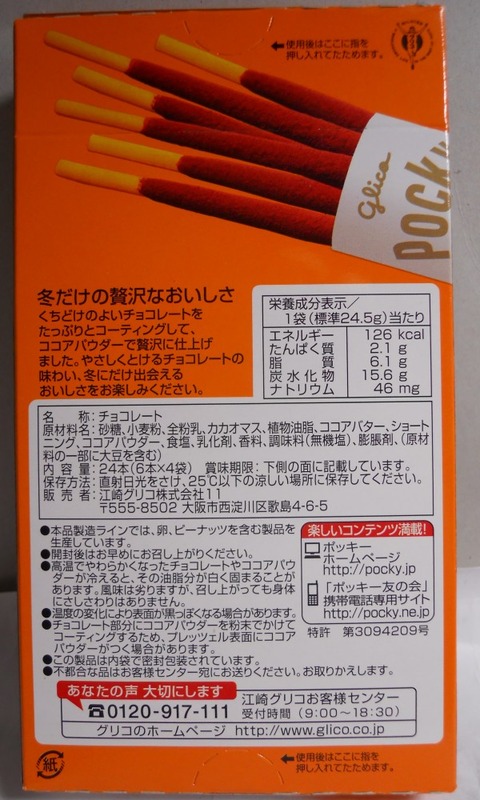 ←使用後はここに指を
押し入れてたためます。
Glico
POCKY
冬だけの贅沢なおいしさ
くちどけのよいチョコレートを
たっぷりとコーティングして、
ココアパウダーで贅沢に仕上げ
ました。やさしくとけるチョコレートの
味わい、冬にだけ出会える
おいしさをお楽しみください。
栄養成分表示/
1袋(標準24.5g)当たり
エネルギー 126 kcal
たんぱく質 2.1 g
脂質 6.1 g
炭水化物 15.6 g
ナトリウム 46 mg
名 称:チョコレート
原材料名:砂糖、小麦粉、全粉乳、カカオマス、植物油脂、ココアバター、ショート
ニング、ココアパウダー、食塩、乳化剤、香料、調味料(無機塩)、膨脹剤、(原材
料の一部に大豆を含む)
内 容 量:24本(6本×4袋) 賞味期限:下側の面に記載しています。
保存方法:直射日光をさけ、25℃以下の涼しい場所に保存してください。
販 売 者:江崎グリコ株式会社11
〒555-8502 大阪市西淀川区歌島4-6-5
●本品製造ラインでは、卵、ピーナッツを含む製品を
生産しています。
●開封後はお早めにお召し上がりください。
●高温でやわらかくなったチョコレートやココアパウ
ダーが冷えると、その油脂分が白く固まることが
あります。風味は劣りますが、召し上がっても身体
にさしさわりはありません。
●温度の変化により表面が黒っぽくなる場合があります。
●チョコレート部分にココアパウダーを粉末でかけて
コーティングするため、プレッツェル表面にココア
パウダーがつく場合があります。
●この製品は内袋で密封包装されています。
●不都合な品はお客様センター宛にお送りください。お取りかえします。
楽しいコンテンツ満載!
ポッキー
ホームページ
http://pocky.jp
「ポッキー友の会」
携帯電話専用サイト
http://pocky.ne.jp
特許 第3094209号
あなたの声 大切にします
0120-917-111
江崎グリコお客様センター
受付時間(9:00~18:30)
グリコのホームページ http://www.glico.co.jp
紙
←使用後はここに指を
押し入れてたためます。